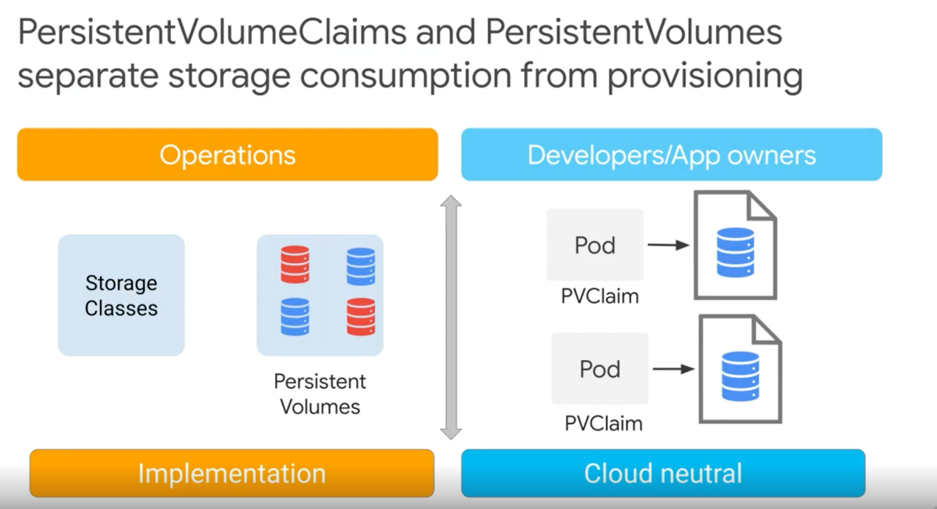 PersistentVolumeClaims and PersistentVolumes
separate storage consumption from provisioning
Operations
Developers/App owners
Storage
Classes
Persistent
Volumes
Pod
PVClaim
Pod
PVClaim
Implementation
Cloud neutral